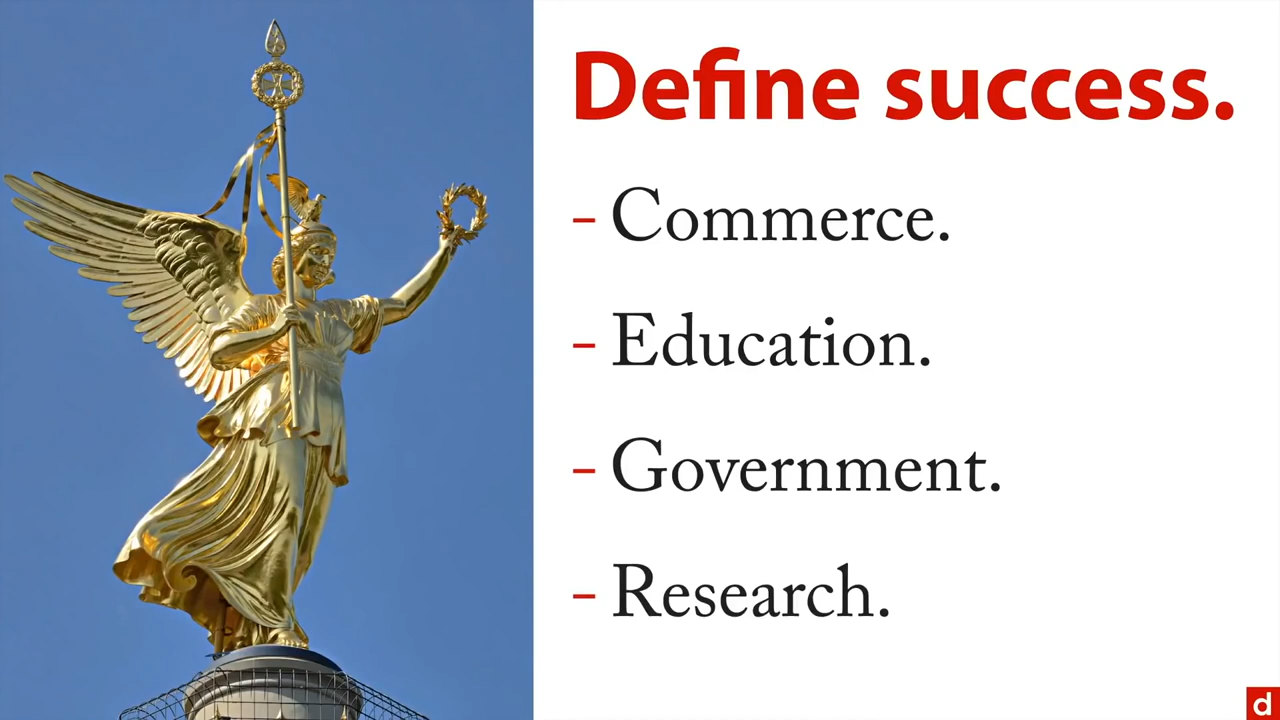 Define success.
– Commerce.
– Education.
– Government.
– Research.
d